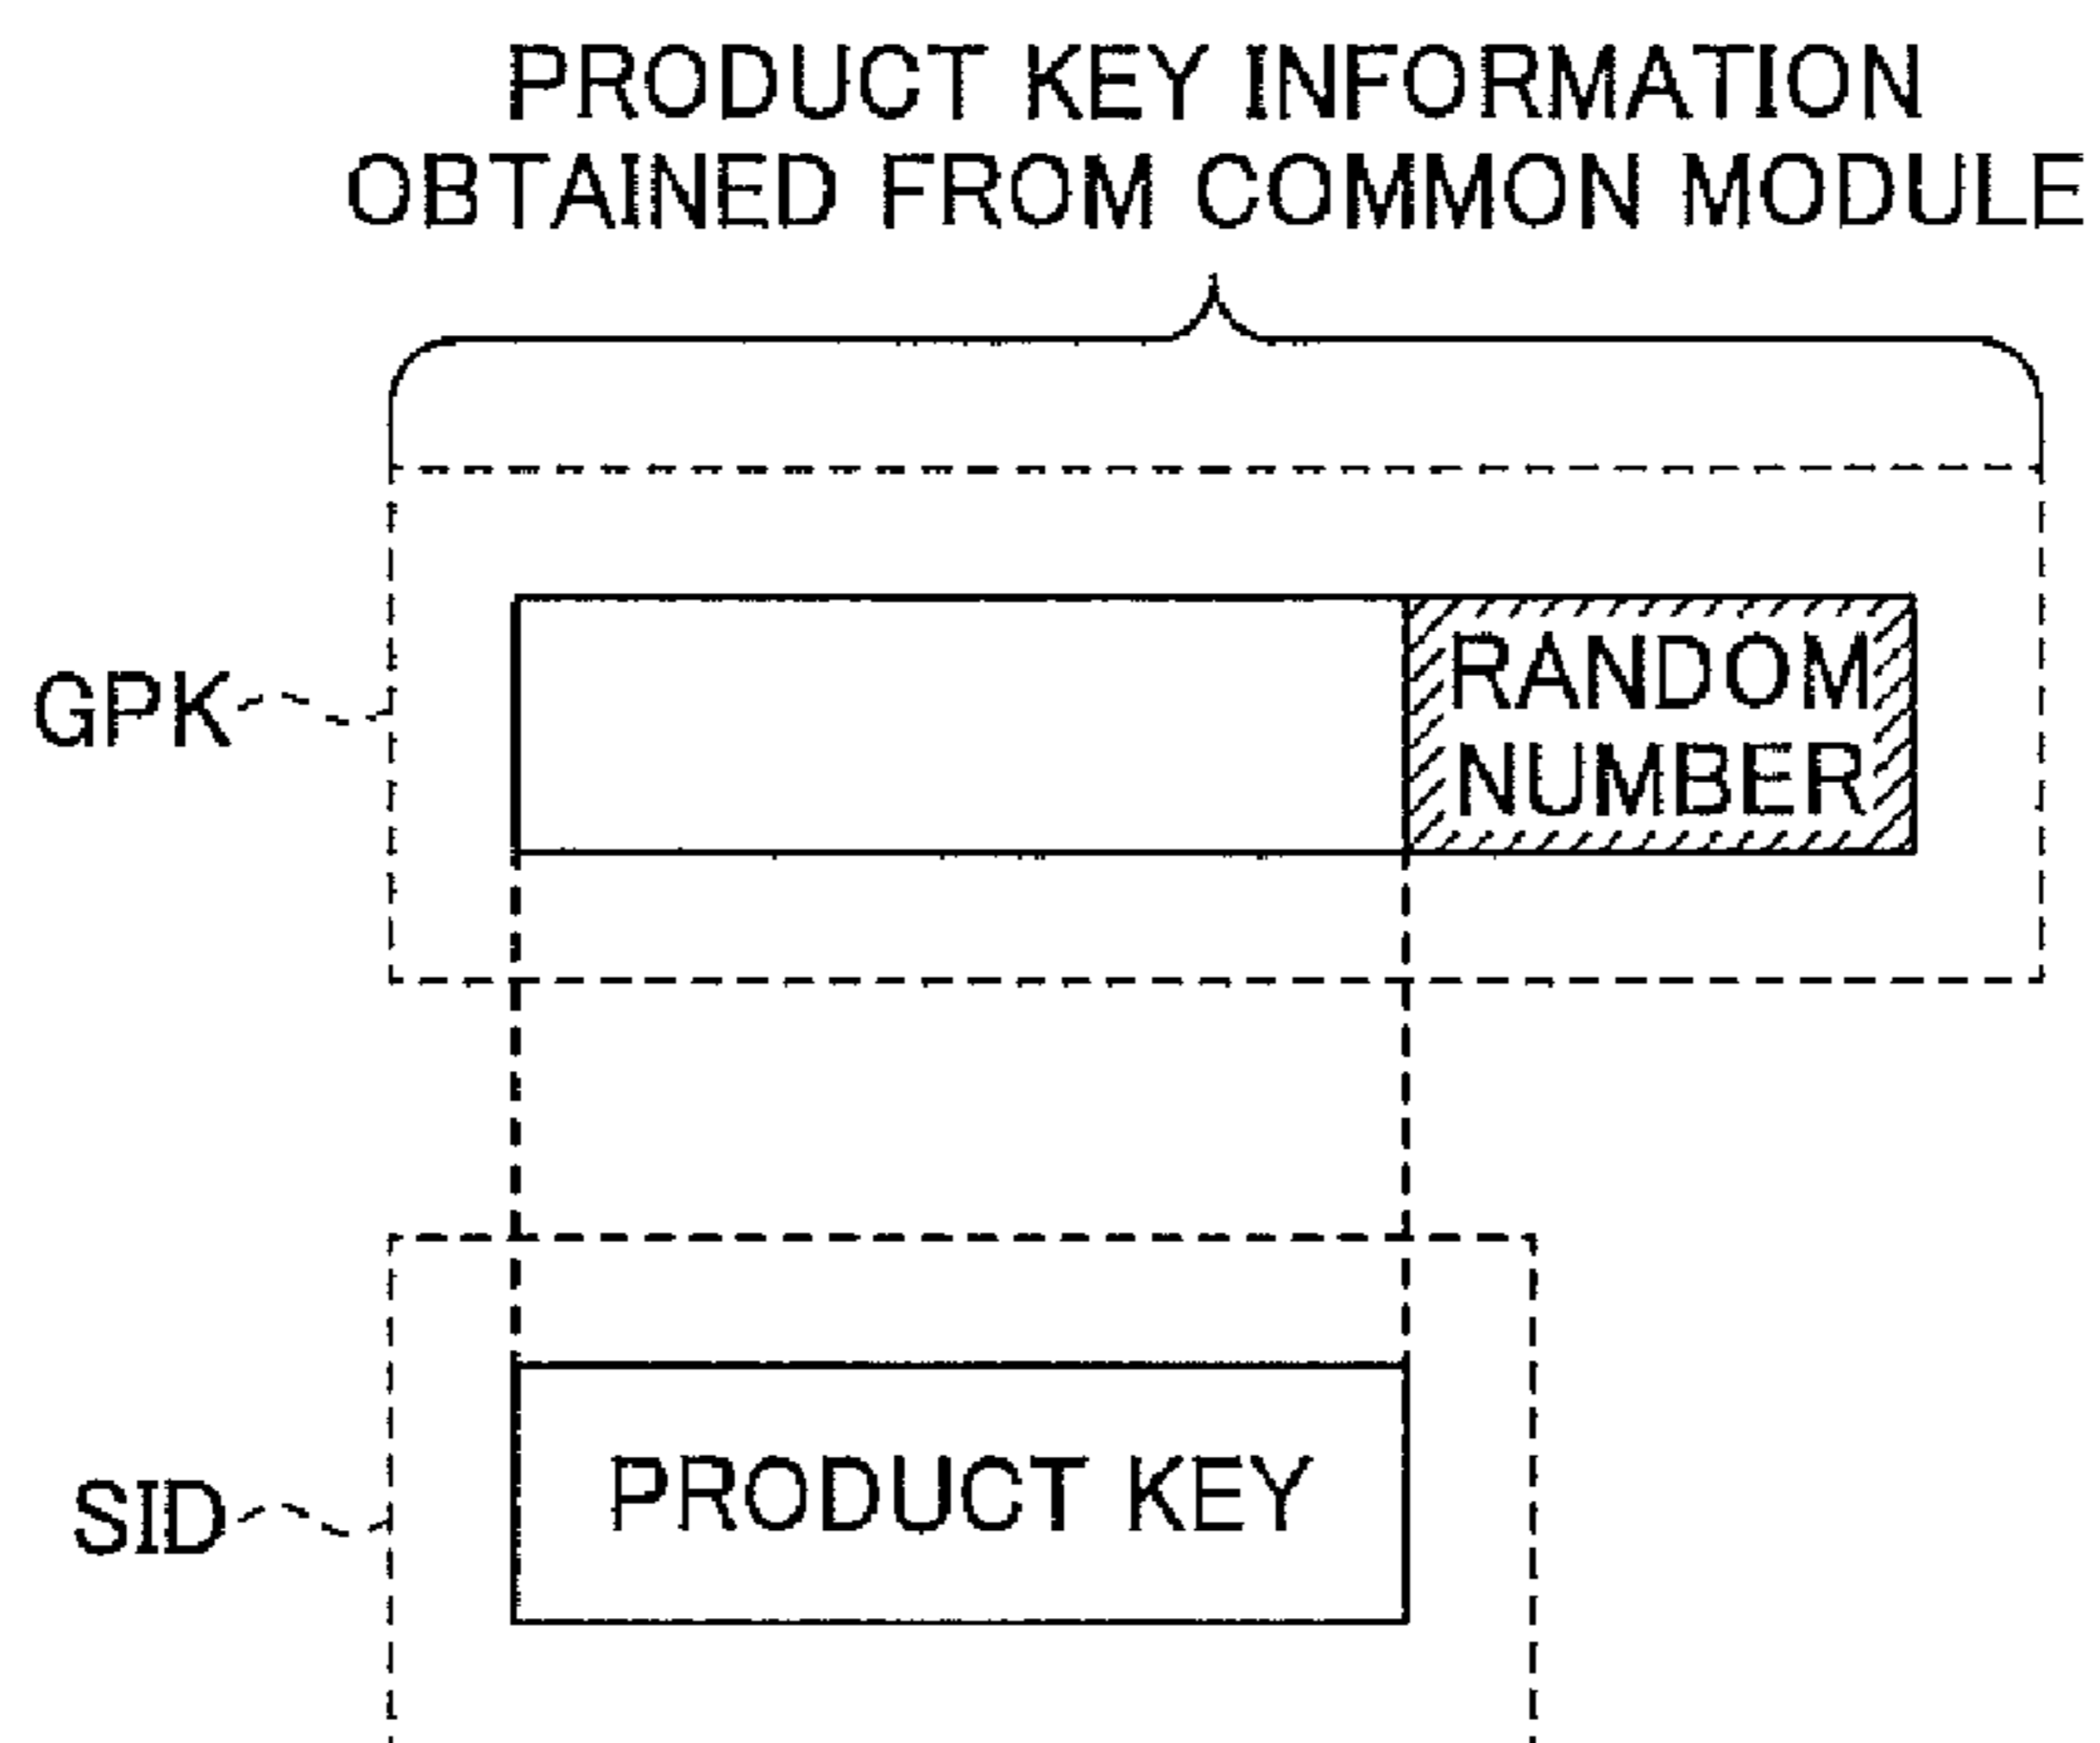 PRODUCT KEY INFORMATION
OBTAINED FROM COMMON MODULE
GPK
RANDOM
NUMBER
SID
PRODUCT KEY